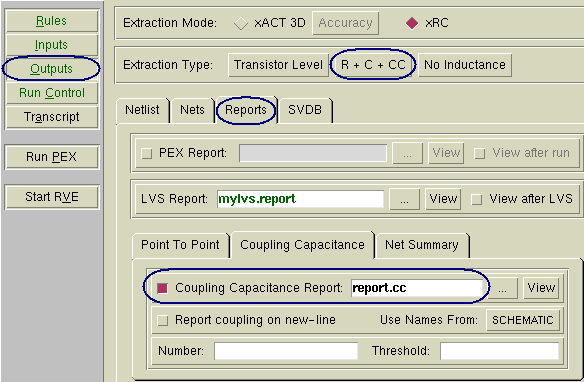 Rules
Inputs
Outputs
Run Control
Transcript
Run PEX
Start RVE
Extraction Mode: xACT 3D Accuracy xRC
Extraction Type: Transistor Level R + C + CC No Inductance
Netlist Nets Reports SVDB
PEX Report: ... View View after run
LVS Report: mylvs.report ... View View after LVS
Point To Point Coupling Capacitance Net Summary
Coupling Capacitance Report: report.cc ... View
Report coupling on new-line Use Names From: SCHEMATIC
Number: Threshold: